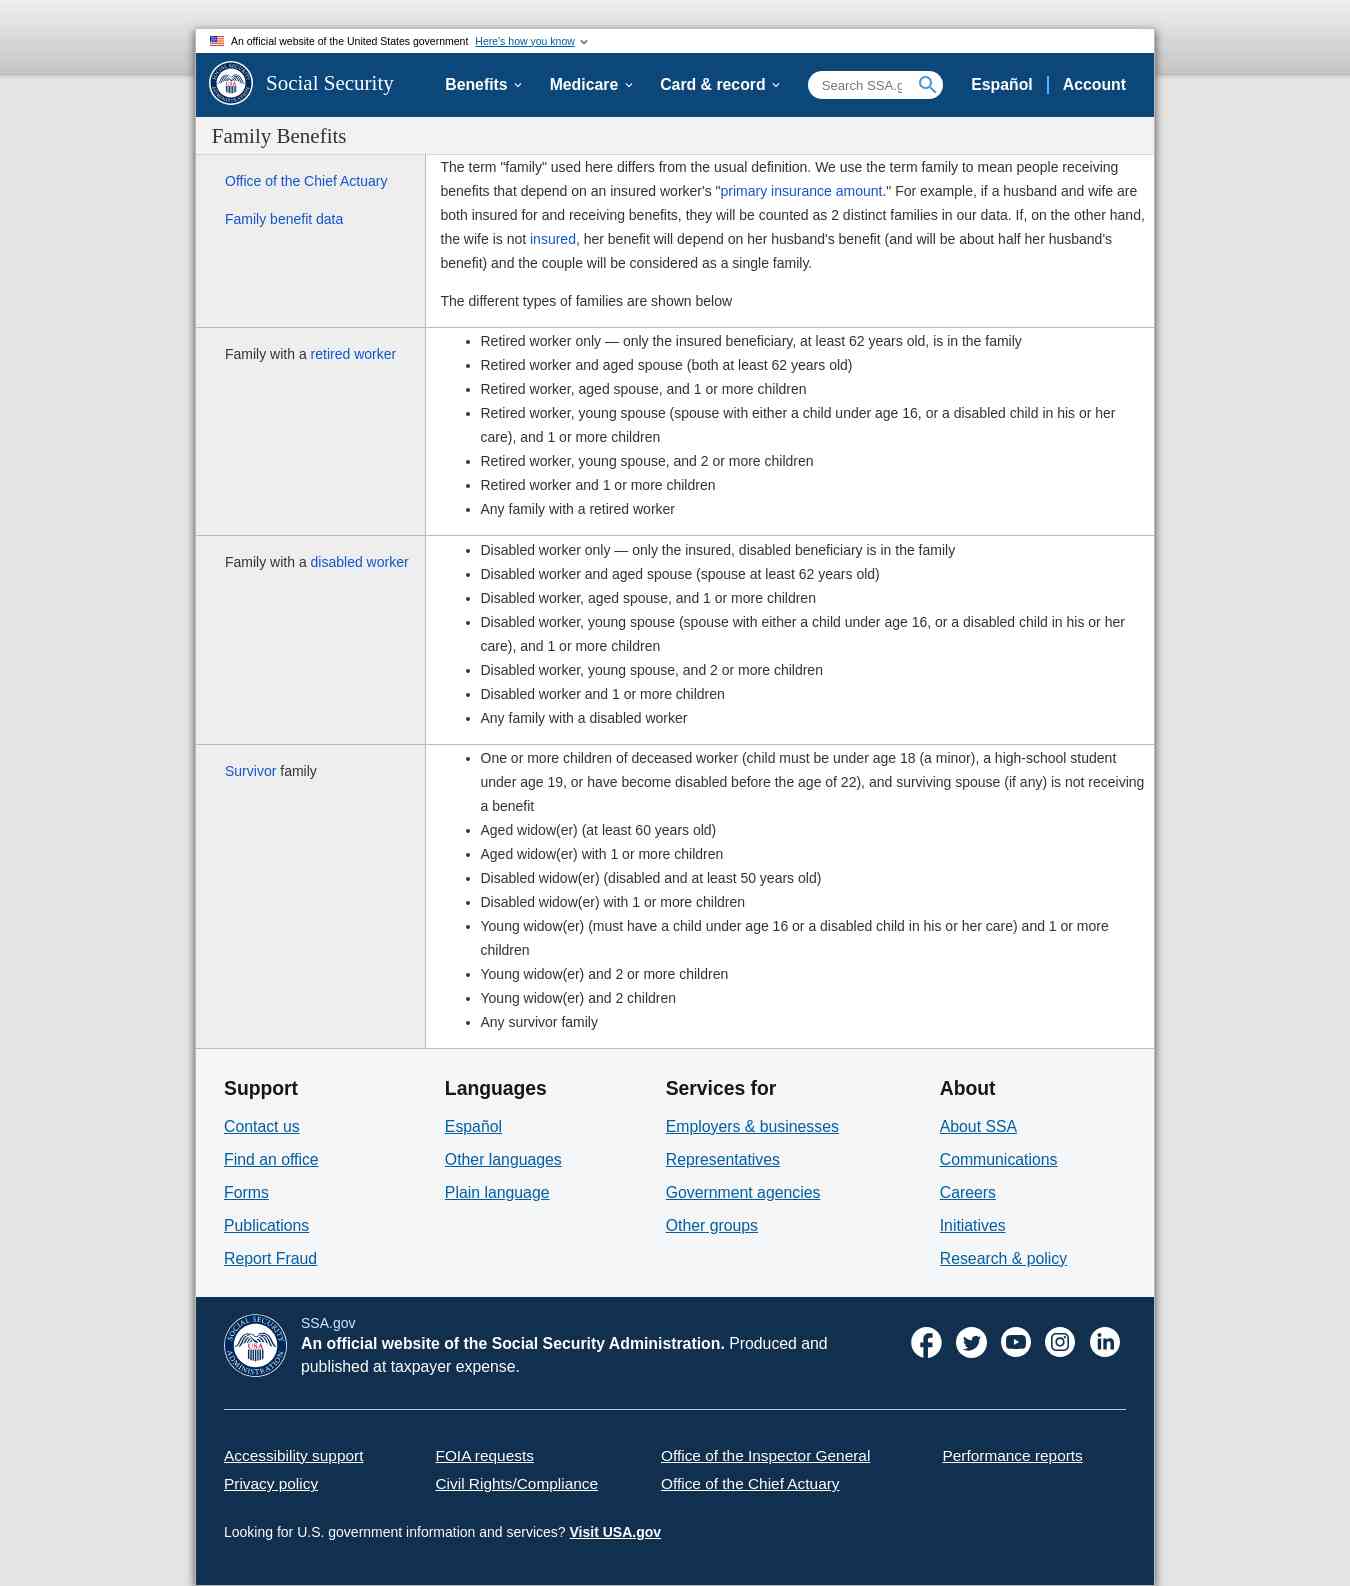 An official website of the United States government Here's how you know
Social Security
Benefits
Medicare
Card & record
Search SSA.g
Español
Account
Family Benefits
Office of the Chief Actuary
Family benefit data
The term "family" used here differs from the usual definition. We use the term family to mean people receiving
benefits that depend on an insured worker's "primary insurance amount." For example, if a husband and wife are
both insured for and receiving benefits, they will be counted as 2 distinct families in our data. If, on the other hand,
the wife is not insured, her benefit will depend on her husband's benefit (and will be about half her husband's
benefit) and the couple will be considered as a single family.
The different types of families are shown below
Family with a retired worker
• Retired worker only — only the insured beneficiary, at least 62 years old, is in the family
• Retired worker and aged spouse (both at least 62 years old)
• Retired worker, aged spouse, and 1 or more children
• Retired worker, young spouse (spouse with either a child under age 16, or a disabled child in his or her
care), and 1 or more children
• Retired worker, young spouse, and 2 or more children
• Retired worker and 1 or more children
• Any family with a retired worker
Family with a disabled worker
• Disabled worker only — only the insured, disabled beneficiary is in the family
• Disabled worker and aged spouse (spouse at least 62 years old)
• Disabled worker, aged spouse, and 1 or more children
• Disabled worker, young spouse (spouse with either a child under age 16, or a disabled child in his or her
care), and 1 or more children
• Disabled worker, young spouse, and 2 or more children
• Disabled worker and 1 or more children
• Any family with a disabled worker
Survivor family
• One or more children of deceased worker (child must be under age 18 (a minor), a high-school student
under age 19, or have become disabled before the age of 22), and surviving spouse (if any) is not receiving
a benefit
• Aged widow(er) (at least 60 years old)
• Aged widow(er) with 1 or more children
• Disabled widow(er) (disabled and at least 50 years old)
• Disabled widow(er) with 1 or more children
• Young widow(er) (must have a child under age 16 or a disabled child in his or her care) and 1 or more
children
• Young widow(er) and 2 or more children
• Young widow(er) and 2 children
• Any survivor family
Support
Contact us
Find an office
Forms
Publications
Report Fraud
Languages
Español
Other languages
Plain language
Services for
Employers & businesses
Representatives
Government agencies
Other groups
About
About SSA
Communications
Careers
Initiatives
Research & policy
SOCIAL SECURITY
USA
ADMINISTRATION
SSA.gov
An official website of the Social Security Administration. Produced and
published at taxpayer expense.
Accessibility support
Privacy policy
FOIA requests
Civil Rights/Compliance
Office of the Inspector General
Office of the Chief Actuary
Performance reports
Looking for U.S. government information and services? Visit USA.gov